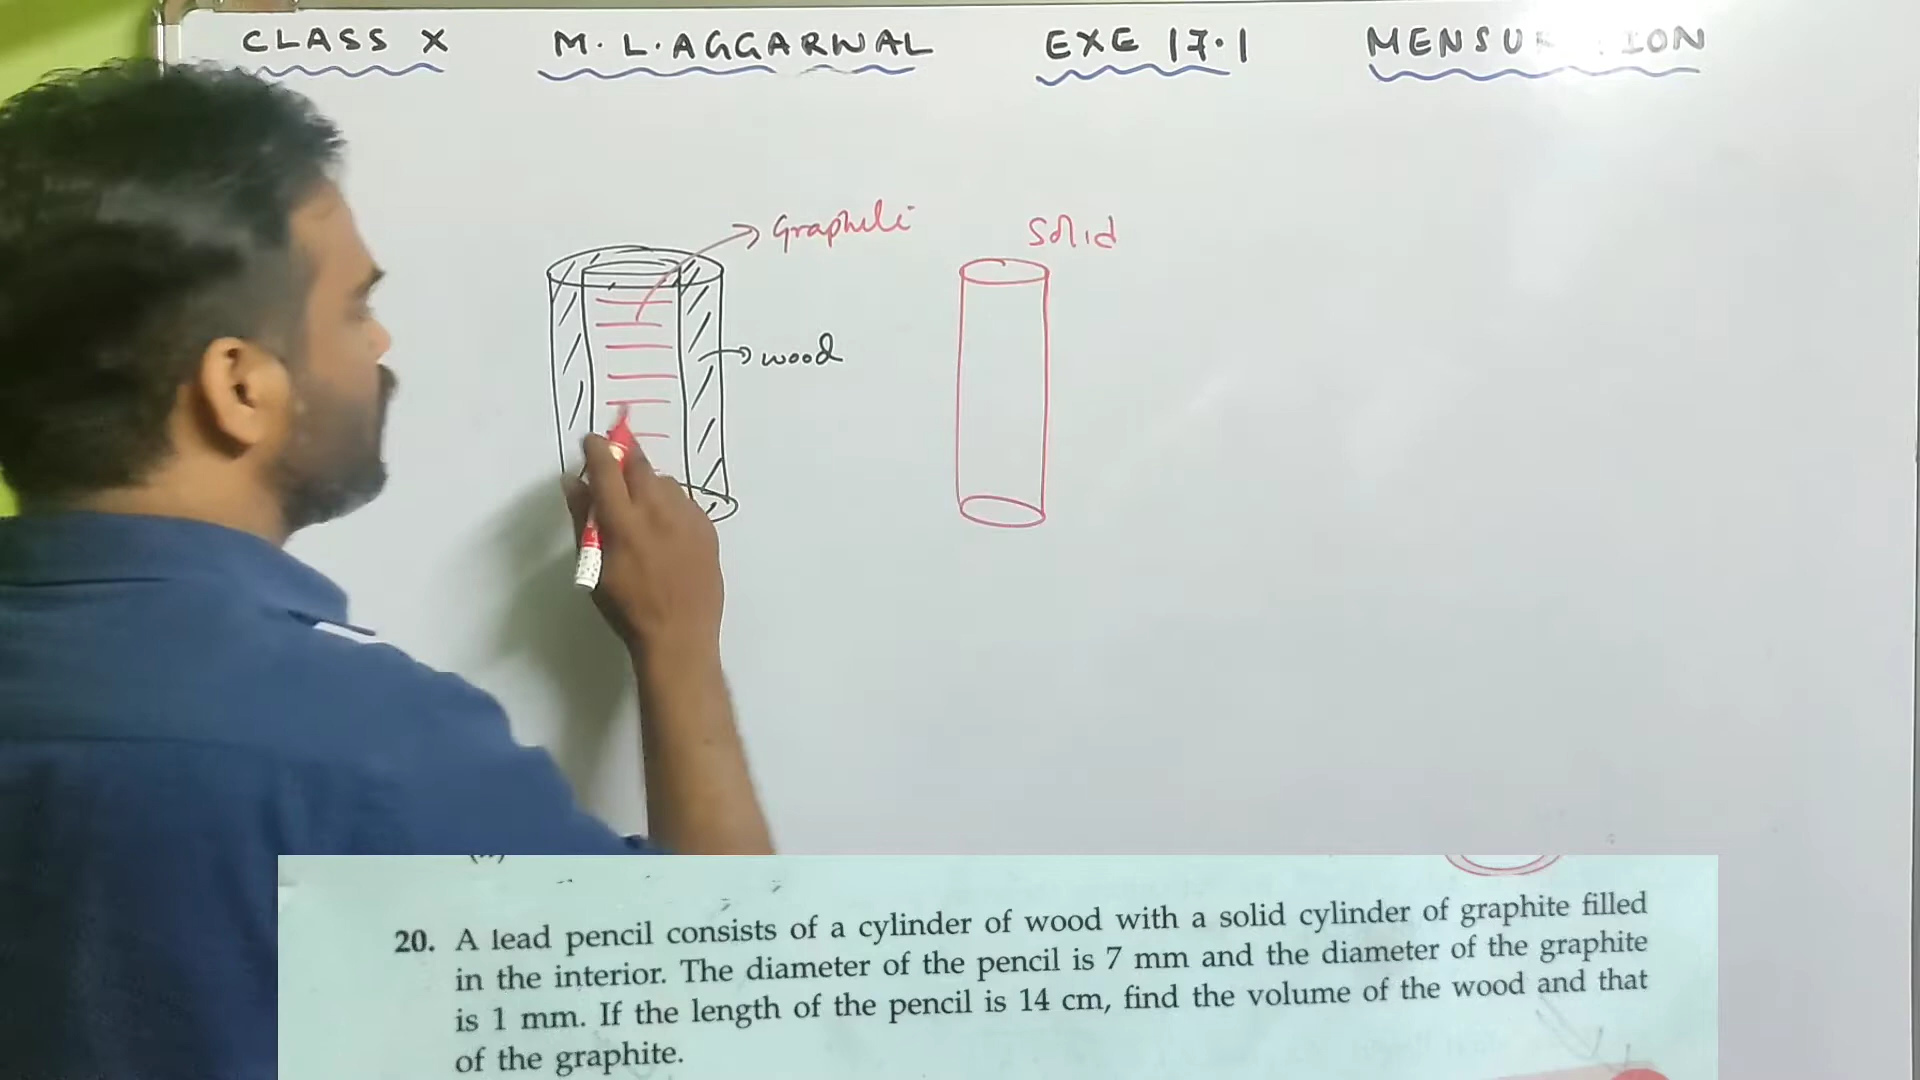 CLASS X M. L. AGGARWAL EXE 17.1 MENSU ION
Graphite
Solid
wood
20. A lead pencil consists of a cylinder of wood with a solid cylinder of graphite filled
in the interior. The diameter of the pencil is 7 mm and the diameter of the graphite
is 1 mm. If the length of the pencil is 14 cm, find the volume of the wood and that
of the graphite.